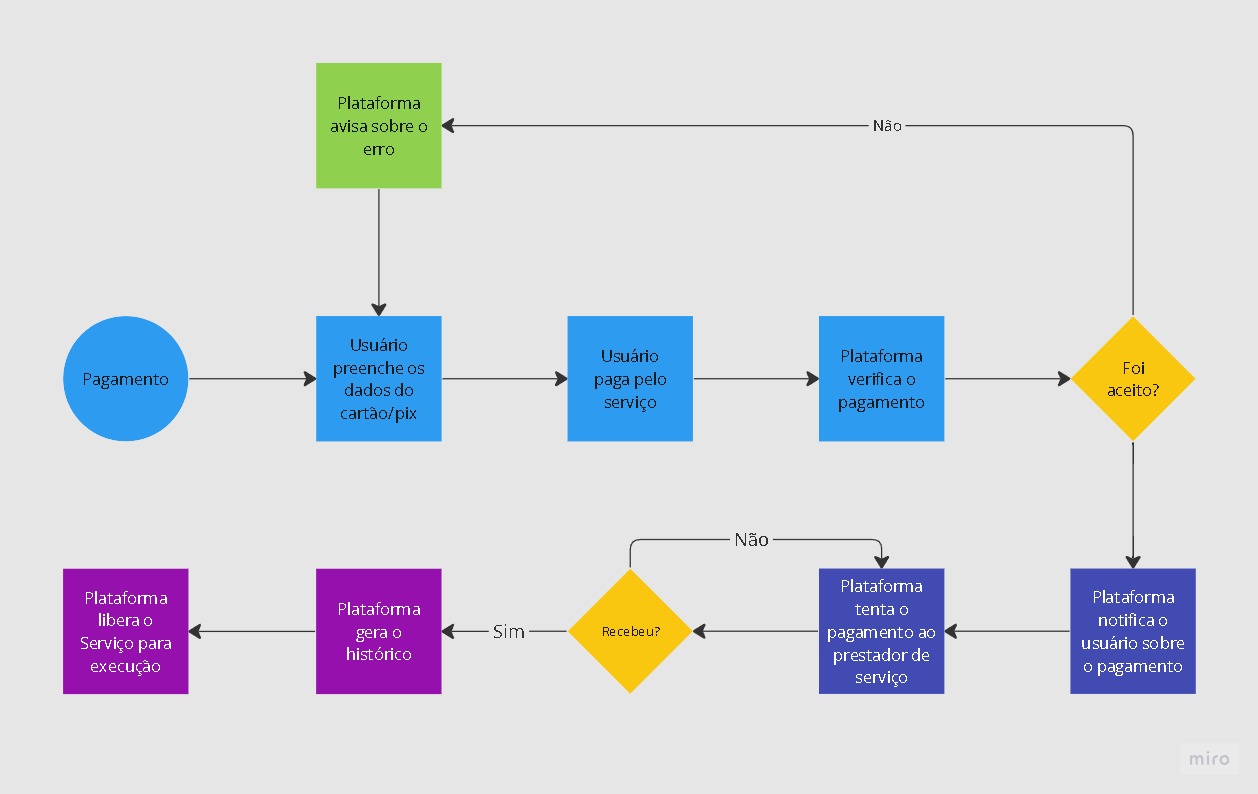 Plataforma
avisa sobre o
erro
Não
Pagamento
Usuário
preenche os
dados do
cartão/pix
Usuário
paga pelo
serviço
Plataforma
verifica o
pagamento
Foi
aceito?
Não
Plataforma
libera o
Serviço para
execução
Plataforma
gera o
histórico
Sim
Recebeu?
Plataforma
tenta o
pagamento ao
prestador de
serviço
Plataforma
notifica o
usuário sobre
o pagamento
miro